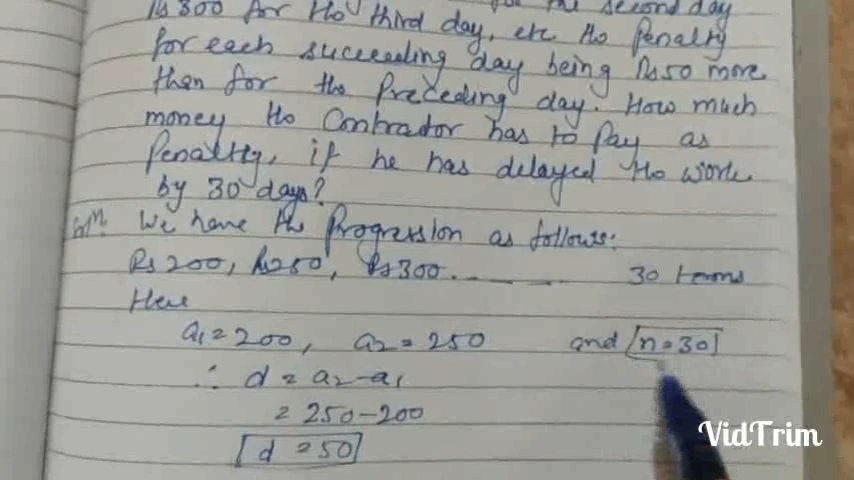 Rs 300 for the third day, etc the Penalty
for each succeeding day being Rs 50 more
then for the Preceding day. How much
money the Contractor has to Pay as
Penalty, if he has delayed the work
by 30 days?
Solⁿ. We have the Progression as follows:
Rs 200, Rs 250, Rs 300 ........ 30 terms
Here
a₁ = 200, a₂ = 250 and n = 30
∴ d = a₂ - a₁
= 250 - 200
d = 50
VidTrim